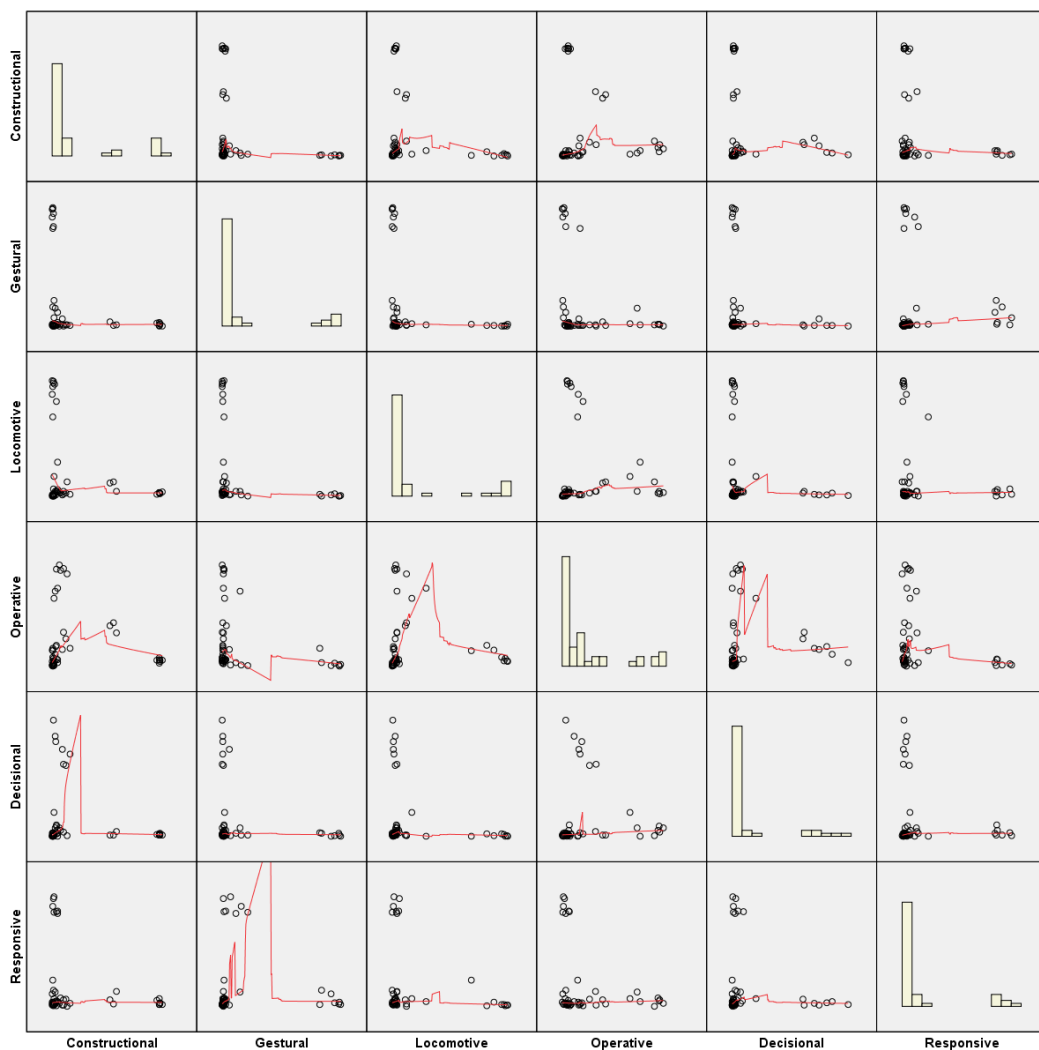 Constructional
Gestural
Locomotive
Operative
Decisional
Responsive
Constructional
Gestural
Locomotive
Operative
Decisional
Responsive